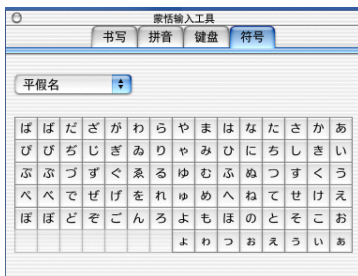 蒙恬输入工具
书写 拼音 键盘 符号
平假名
ぱ ば だ ざ が わ ら や ま は な た さ か あ
ぴ び ぢ じ ぎ ゐ り ゃ み ひ に ち し き い
ぷ ぶ づ ず ぐ ゑ る ゆ む ふ ぬ つ す く う
ぺ べ で ぜ げ を れ ゅ め へ ね て せ け え
ぽ ぼ ど ぞ ご ん ろ よ も ほ の と そ こ お
ょ ゎ っ ぉ ぇ ぅ ぃ ぁ